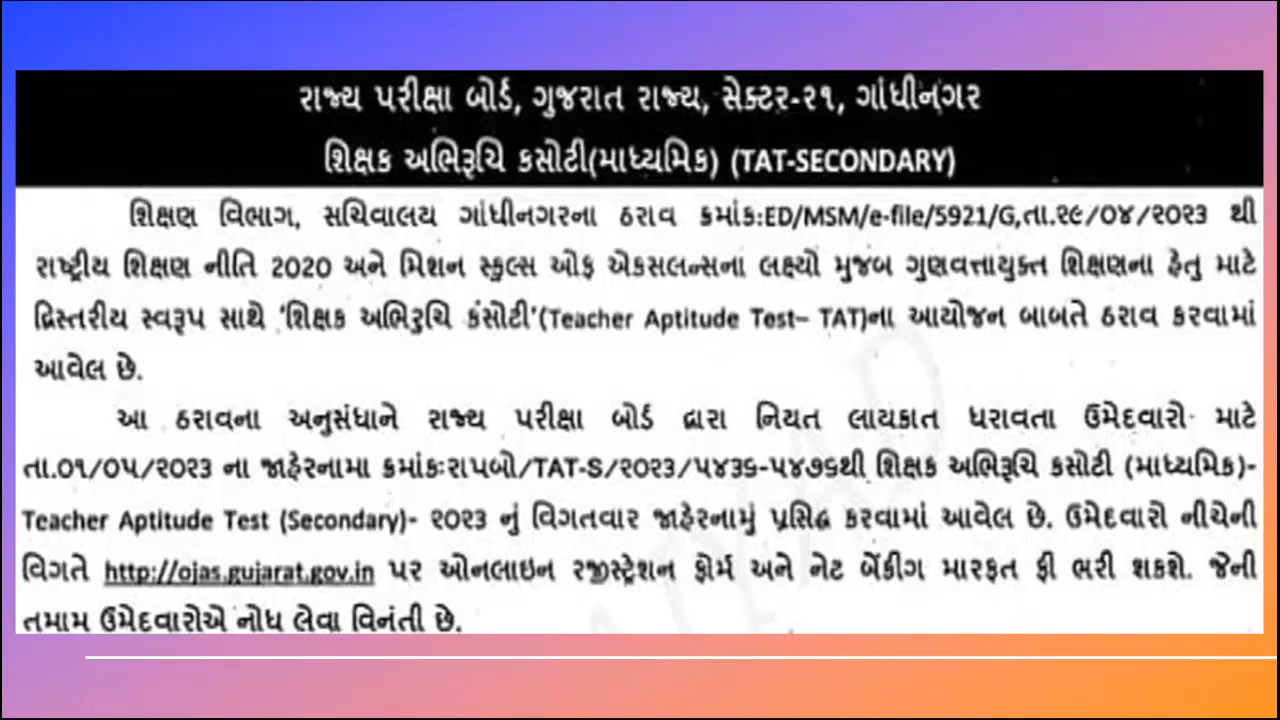 રાજ્ય પરીક્ષા બોર્ડ, ગુજરાત રાજ્ય, સેક્ટર-૨૧, ગાંધીનગર
શિક્ષક અભિરૂચિ કસોટી(માધ્યમિક) (TAT-SECONDARY)
શિક્ષણ વિભાગ, સચિવાલય ગાંધીનગરના ઠરાવ ક્રમાંક:ED/MSM/e-file/5921/G,તા.૨૯/૦૪/૨૦૨૩ થી
રાષ્ટ્રીય શિક્ષણ નીતિ 2020 અને મિશન સ્કુલ્સ ઓફ એકસલન્સનાં લક્ષ્યો મુજબ ગુણવત્તાયુક્ત શિક્ષણના હેતુ માટે
દ્વિસ્તરીય સ્વરૂપ સાથે ‘શિક્ષક અભિરુચિ કંસોટી’(Teacher Aptitude Test– TAT)ના આયોજન બાબતે ઠરાવ કરવામાં
આવેલ છે.
આ ઠરાવના અનુસંધાને રાજ્ય પરીક્ષા બોર્ડ દ્વારા નિયત લાયકાત ધરાવતા ઉમેદવારો માટે
તા.૦૧/૦૫/૨૦૨૩ ના જાહેરનામા ક્રમાંકઃરાપબો/TAT-S/૨૦૨૩/૫૪૩૬-૫૪૭૬થી શિક્ષક અભિરૂચિ કસોટી (માધ્યમિક)-
Teacher Aptitude Test (Secondary)- ૨૦૨૩ નું વિગતવાર જાહેરનામું પ્રસિદ્ધ કરવામાં આવેલ છે. ઉમેદવારો નીચેની
વિગતે http://ojas.gujarat.gov.in પર ઓનલાઇન રજીસ્ટ્રેશન ફોર્મ અને નેટ બેંકીગ મારફત ફી ભરી શકશે. જેની
તમામ ઉમેદવારોએ નોધ લેવા વિનંતી છે.